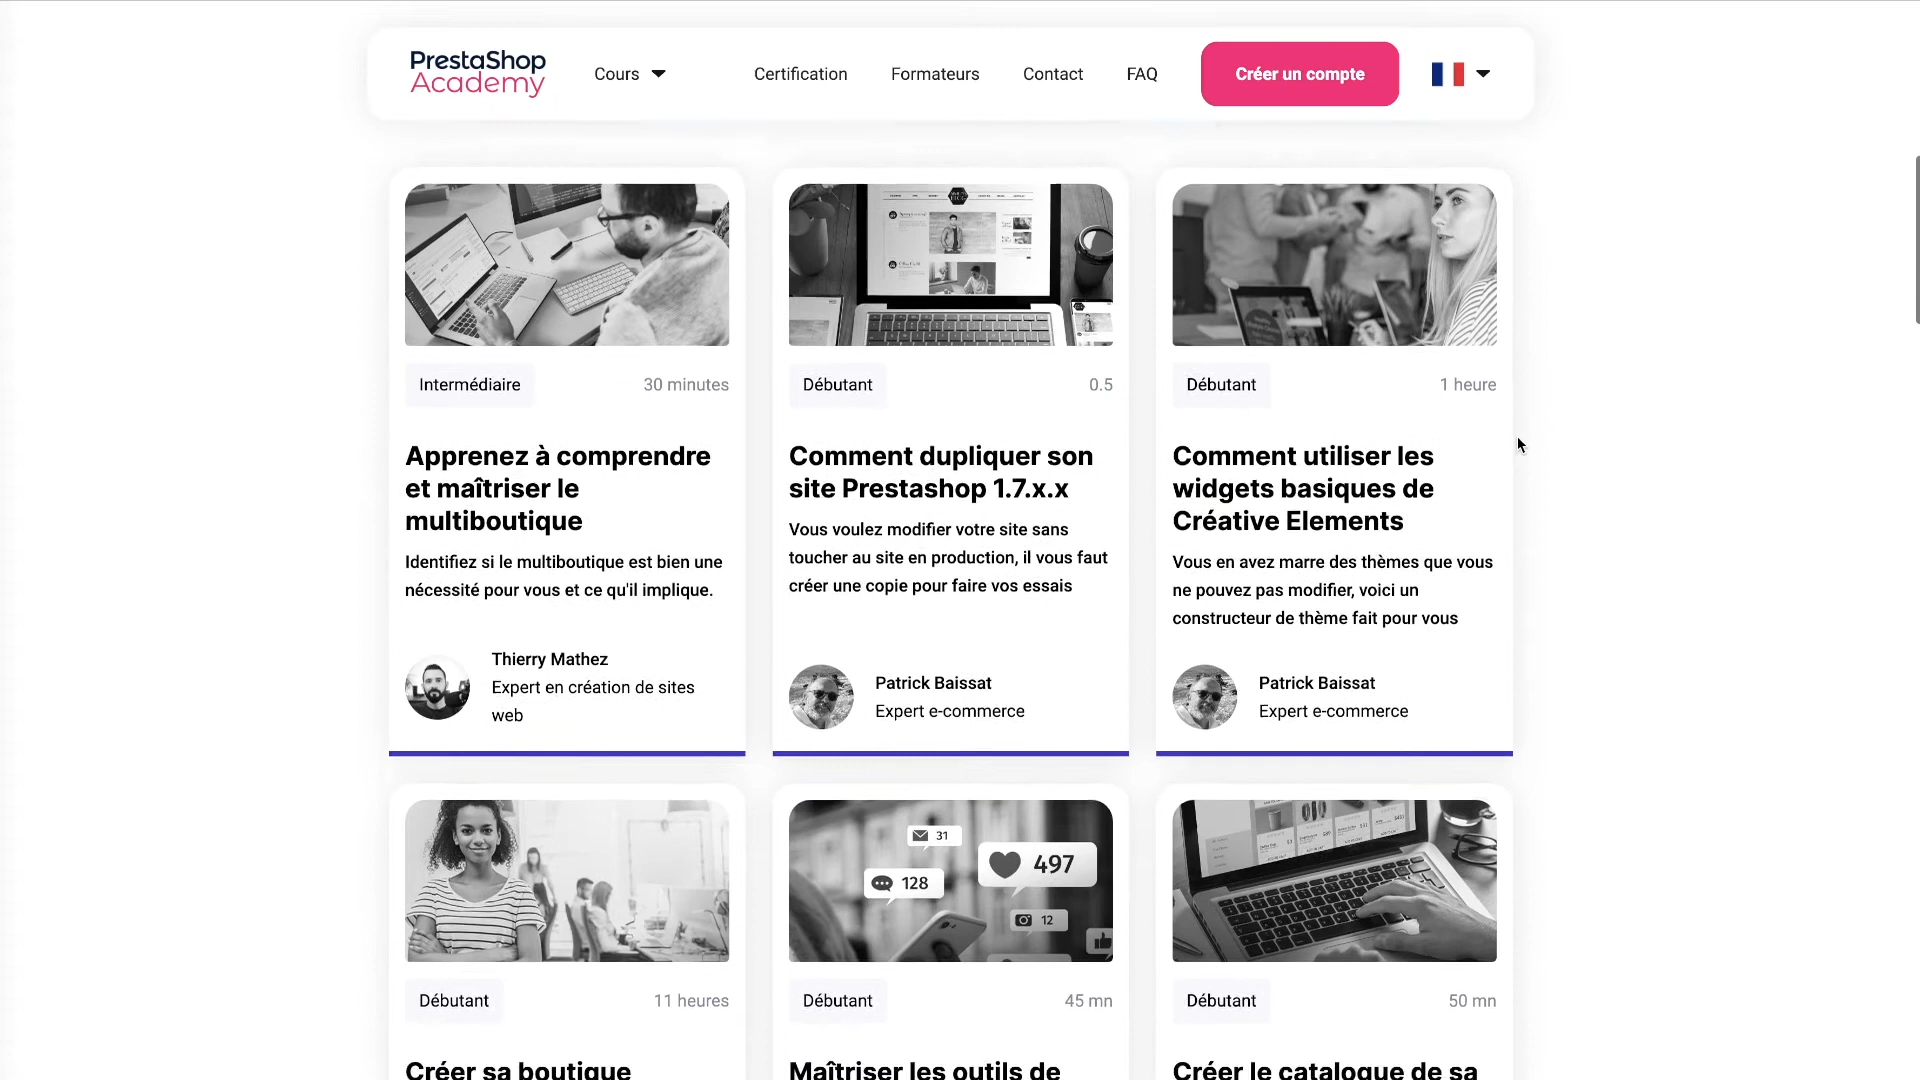 PrestaShop
Academy
Cours
Certification
Formateurs
Contact
FAQ
Créer un compte
Intermédiaire
30 minutes
Apprenez à comprendre
et maîtriser le
multiboutique
Identifiez si le multiboutique est bien une
nécessité pour vous et ce qu'il implique.
Thierry Mathez
Expert en création de sites
web
Débutant
0.5
Comment dupliquer son
site Prestashop 1.7.x.x
Vous voulez modifier votre site sans
toucher au site en production, il vous faut
créer une copie pour faire vos essais
Patrick Baissat
Expert e-commerce
Débutant
1 heure
Comment utiliser les
widgets basiques de
Créative Elements
Vous en avez marre des thèmes que vous
ne pouvez pas modifier, voici un
constructeur de thème fait pour vous
Patrick Baissat
Expert e-commerce
Débutant
11 heures
Créer sa boutique
31
497
128
12
Débutant
45 mn
Maîtriser les outils de
Débutant
50 mn
Créer le catalogue de sa